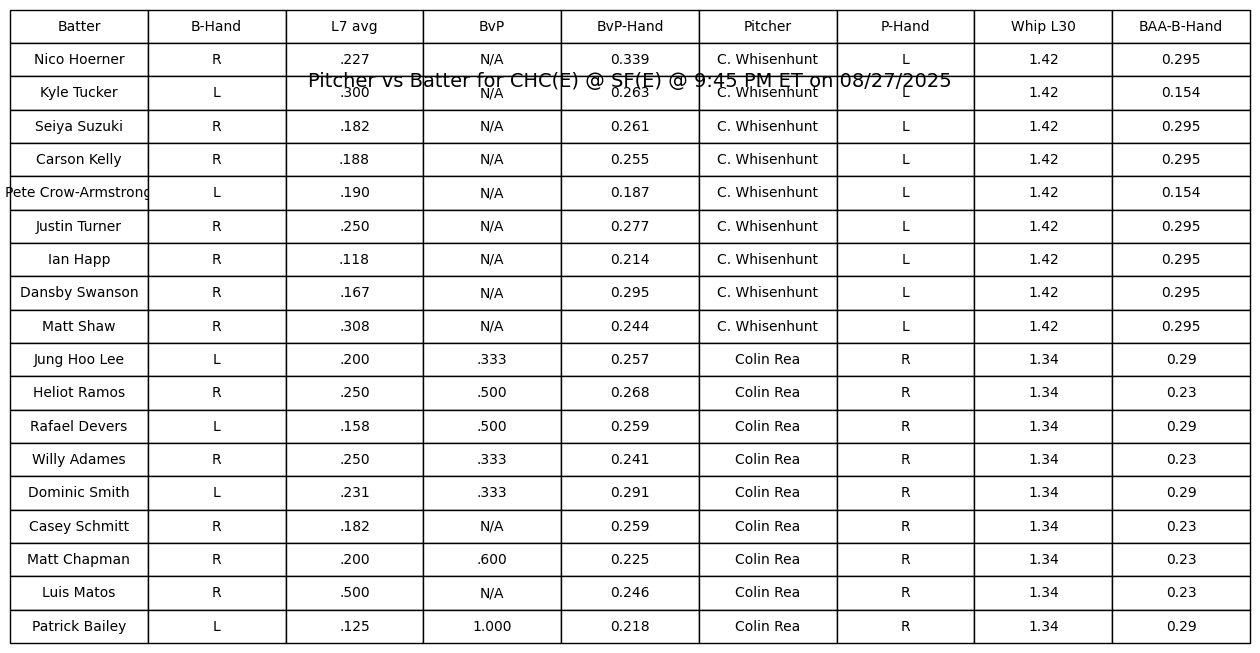 Batter B-Hand L7 avg BvP BvP-Hand Pitcher P-Hand Whip L30 BAA-B-Hand
Nico Hoerner R .227 N/A 0.339 C. Whisenhunt L 1.42 0.295
Pitcher vs Batter for CHC(E) @ SF(E) @ 9:45 PM ET on 08/27/2025
Kyle Tucker L .300 N/A 0.263 C. Whisenhunt L 1.42 0.154
Seiya Suzuki R .182 N/A 0.261 C. Whisenhunt L 1.42 0.295
Carson Kelly R .188 N/A 0.255 C. Whisenhunt L 1.42 0.295
Pete Crow-Armstrong L .190 N/A 0.187 C. Whisenhunt L 1.42 0.154
Justin Turner R .250 N/A 0.277 C. Whisenhunt L 1.42 0.295
Ian Happ R .118 N/A 0.214 C. Whisenhunt L 1.42 0.295
Dansby Swanson R .167 N/A 0.295 C. Whisenhunt L 1.42 0.295
Matt Shaw R .308 N/A 0.244 C. Whisenhunt L 1.42 0.295
Jung Hoo Lee L .200 .333 0.257 Colin Rea R 1.34 0.29
Heliot Ramos R .250 .500 0.268 Colin Rea R 1.34 0.23
Rafael Devers L .158 .500 0.259 Colin Rea R 1.34 0.29
Willy Adames R .250 .333 0.241 Colin Rea R 1.34 0.23
Dominic Smith L .231 .333 0.291 Colin Rea R 1.34 0.29
Casey Schmitt R .182 N/A 0.259 Colin Rea R 1.34 0.23
Matt Chapman R .200 .600 0.225 Colin Rea R 1.34 0.23
Luis Matos R .500 N/A 0.246 Colin Rea R 1.34 0.23
Patrick Bailey L .125 1.000 0.218 Colin Rea R 1.34 0.29